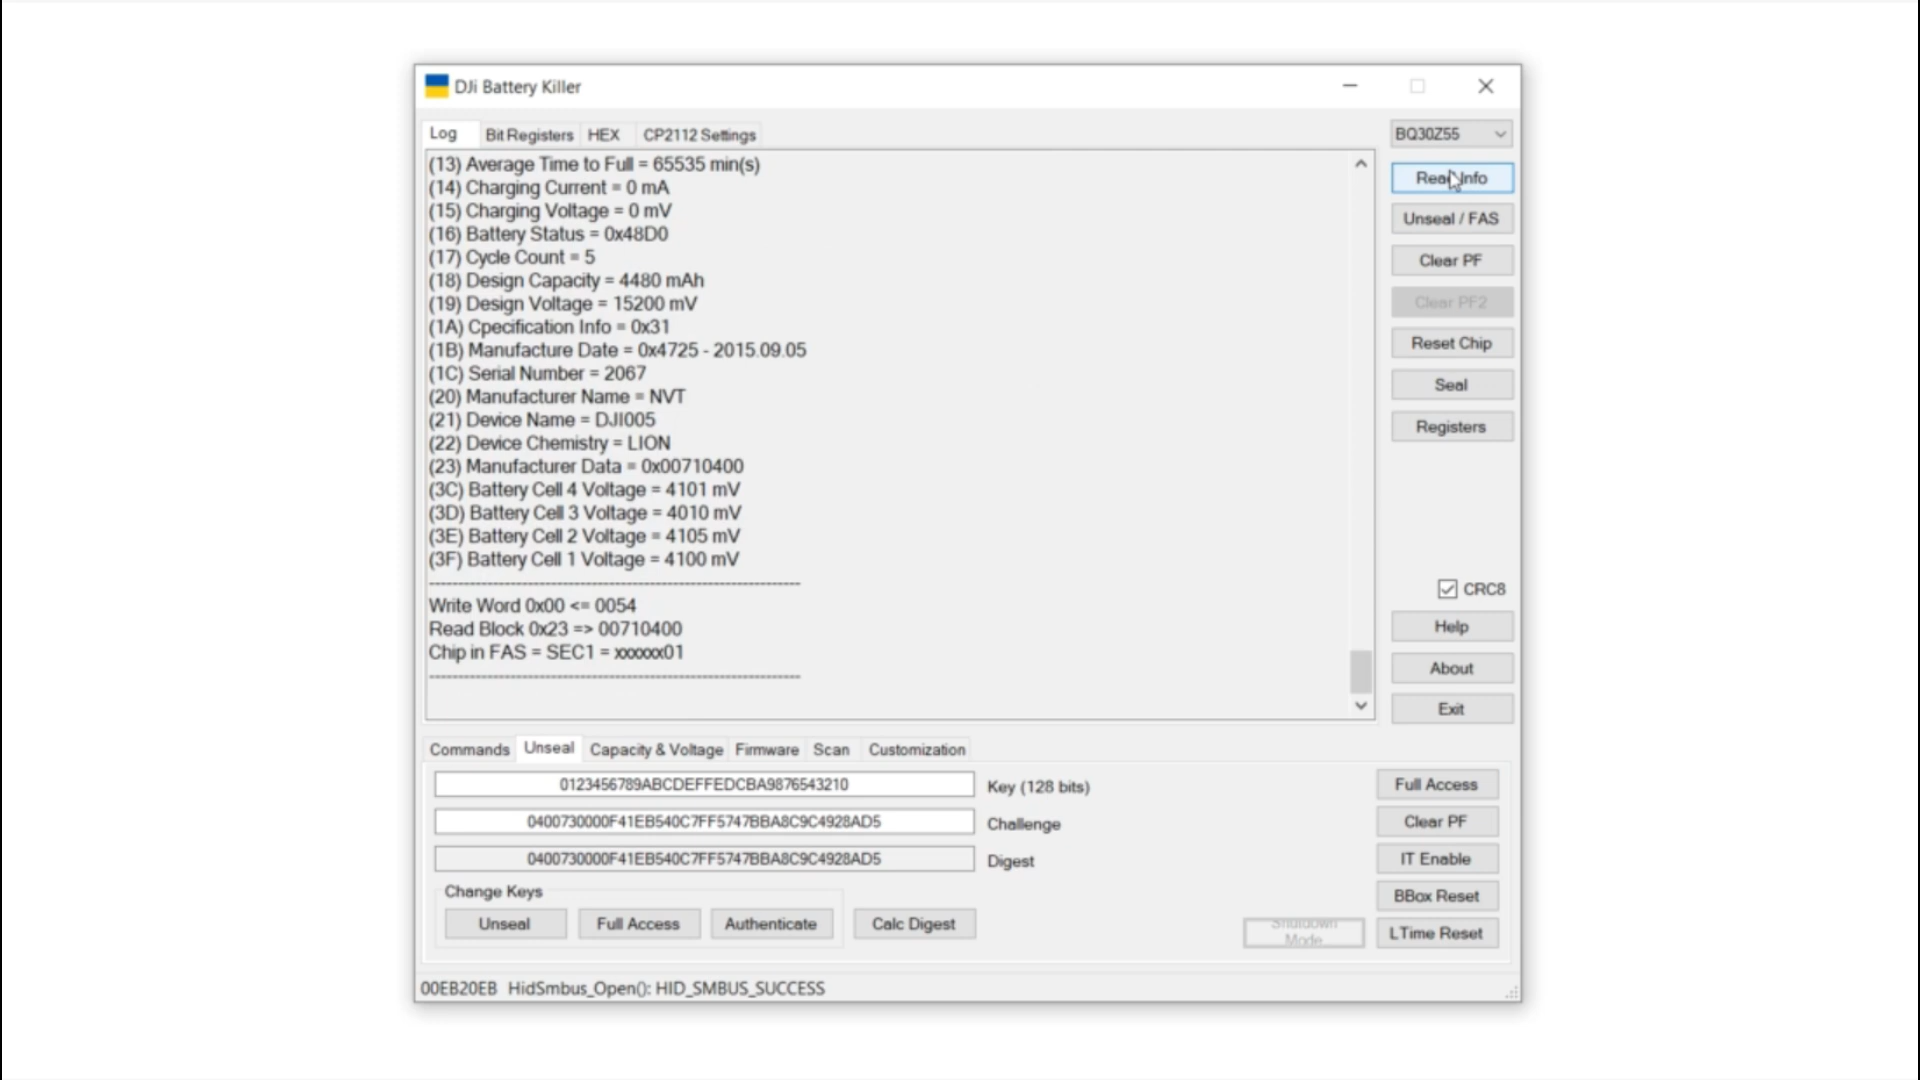 DJi Battery Killer
Log Bit Registers HEX CP2112 Settings
BQ30Z55
(13) Average Time to Full = 65535 min(s)
(14) Charging Current = 0 mA
(15) Charging Voltage = 0 mV
(16) Battery Status = 0x48D0
(17) Cycle Count = 5
(18) Design Capacity = 4480 mAh
(19) Design Voltage = 15200 mV
(1A) Cpecification Info = 0x31
(1B) Manufacture Date = 0x4725 - 2015.09.05
(1C) Serial Number = 2067
(20) Manufacturer Name = NVT
(21) Device Name = DJI005
(22) Device Chemistry = LION
(23) Manufacturer Data = 0x00710400
(3C) Battery Cell 4 Voltage = 4101 mV
(3D) Battery Cell 3 Voltage = 4010 mV
(3E) Battery Cell 2 Voltage = 4105 mV
(3F) Battery Cell 1 Voltage = 4100 mV
--------------------------------------------------------------------
Write Word 0x00 <= 0054
Read Block 0x23 => 00710400
Chip in FAS = SEC1 = xxxxxx01
--------------------------------------------------------------------
Read Info
Unseal / FAS
Clear PF
Clear PF2
Reset Chip
Seal
Registers
CRC8
Help
About
Exit
Commands Unseal Capacity & Voltage Firmware Scan Customization
0123456789ABCDEFFEDCBA9876543210 Key (128 bits)
0400730000F41EB540C7FF5747BBA8C9C4928AD5 Challenge
0400730000F41EB540C7FF5747BBA8C9C4928AD5 Digest
Change Keys
Unseal Full Access Authenticate Calc Digest
Shutdown
Mode
Full Access
Clear PF
IT Enable
BBox Reset
LTime Reset
00EB20EB HidSmbus_Open(): HID_SMBUS_SUCCESS